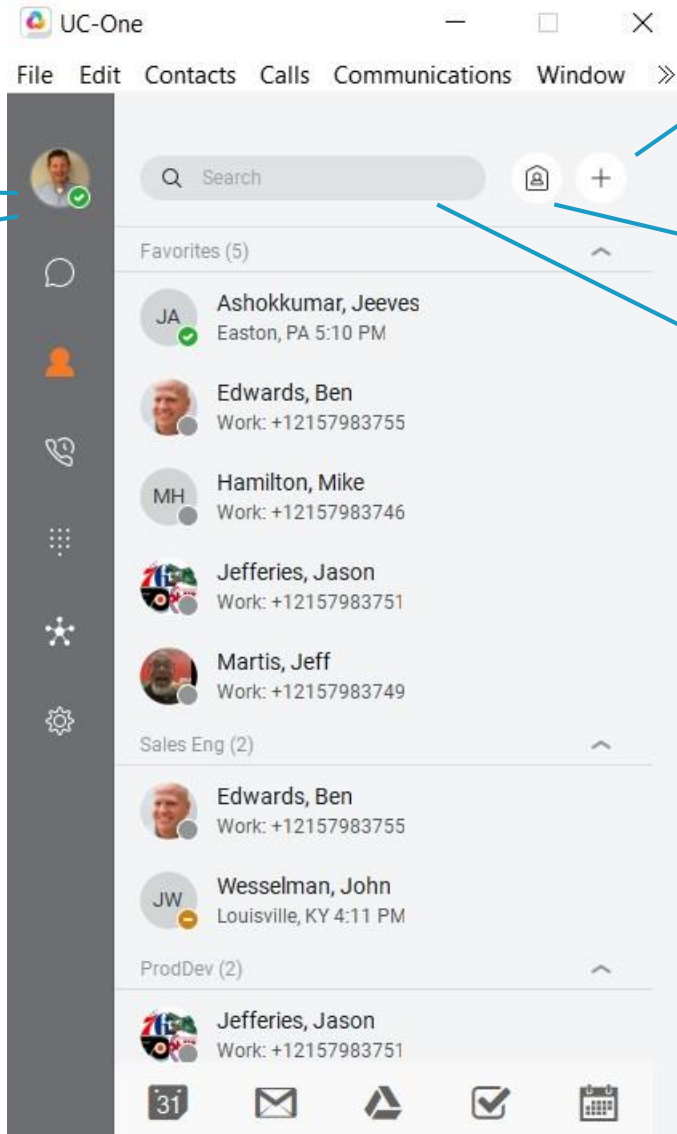 UC-One
File Edit Contacts Calls Communications Window
Search
Favorites (5)
JA
Ashokkumar, Jeeves
Easton, PA 5:10 PM
Edwards, Ben
Work: +12157983755
MH
Hamilton, Mike
Work: +12157983746
76
Jefferies, Jason
Work: +12157983751
Martis, Jeff
Work: +12157983749
Sales Eng (2)
Edwards, Ben
Work: +12157983755
JW
Wesselman, John
Louisville, KY 4:11 PM
ProdDev (2)
76
Jefferies, Jason
Work: +12157983751
31